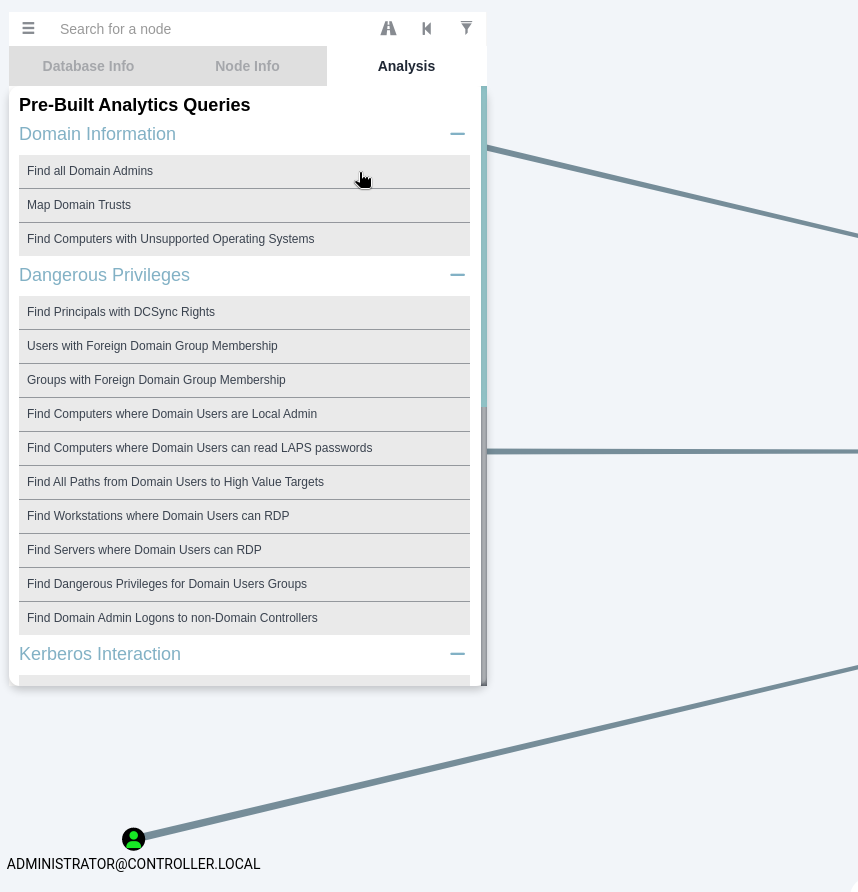 Search for a node
Database Info
Node Info
Analysis
Pre-Built Analytics Queries
Domain Information
Find all Domain Admins
Map Domain Trusts
Find Computers with Unsupported Operating Systems
Dangerous Privileges
Find Principals with DCSync Rights
Users with Foreign Domain Group Membership
Groups with Foreign Domain Group Membership
Find Computers where Domain Users are Local Admin
Find Computers where Domain Users can read LAPS passwords
Find All Paths from Domain Users to High Value Targets
Find Workstations where Domain Users can RDP
Find Servers where Domain Users can RDP
Find Dangerous Privileges for Domain Users Groups
Find Domain Admin Logons to non-Domain Controllers
Kerberos Interaction
ADMINISTRATOR@CONTROLLER.LOCAL